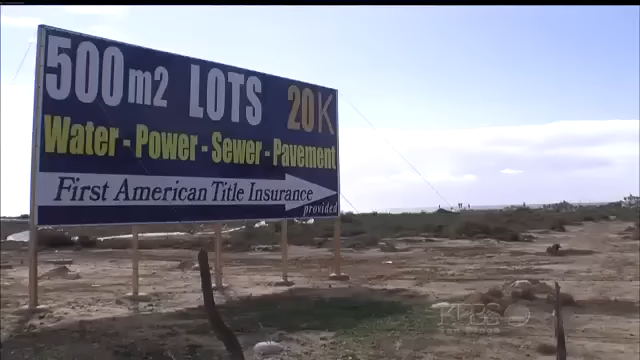 500m2 LOTS 20K
Water - Power - Sewer - Pavement
First American Title Insurance
provided
KPBS